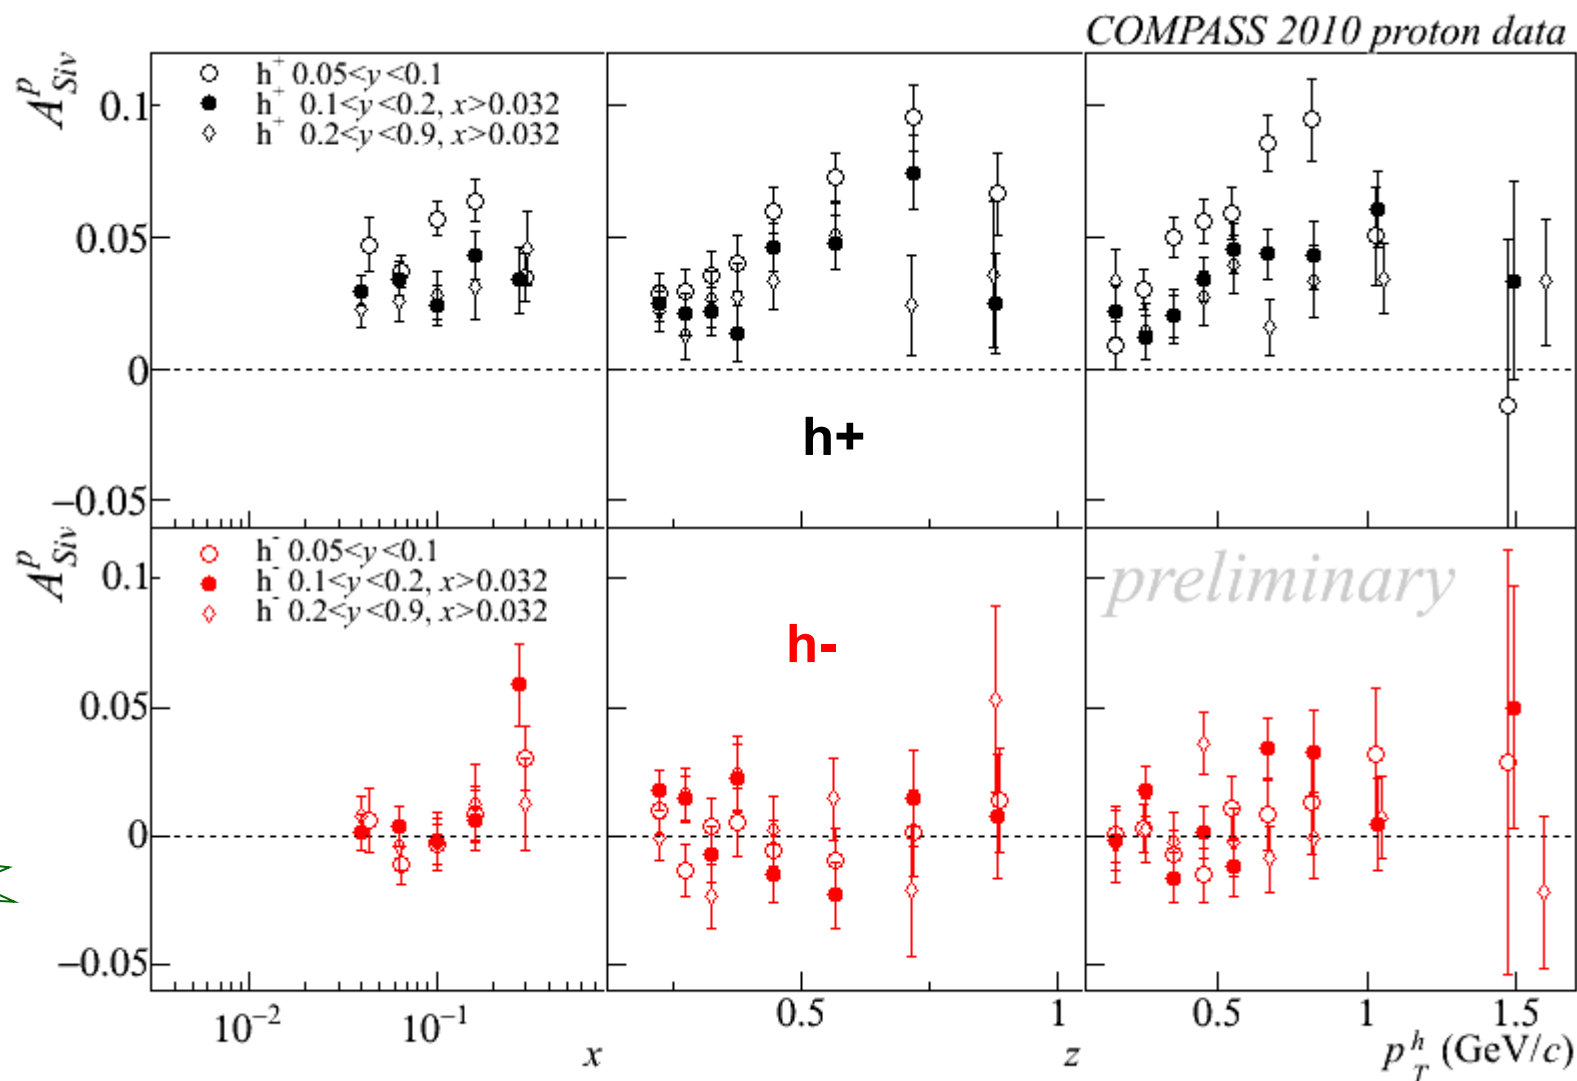 COMPASS 2010 proton data
A^p_Siv
h⁺ 0.05<y<0.1
h⁺ 0.1<y<0.2, x>0.032
h⁺ 0.2<y<0.9, x>0.032
0.1
0.05
0
−0.05
h+
A^p_Siv
h⁻ 0.05<y<0.1
h⁻ 0.1<y<0.2, x>0.032
h⁻ 0.2<y<0.9, x>0.032
preliminary
h-
0.1
0.05
0
−0.05
10⁻² 10⁻¹ 0.5 1 0.5 1 1.5
x z p^h_T (GeV/c)